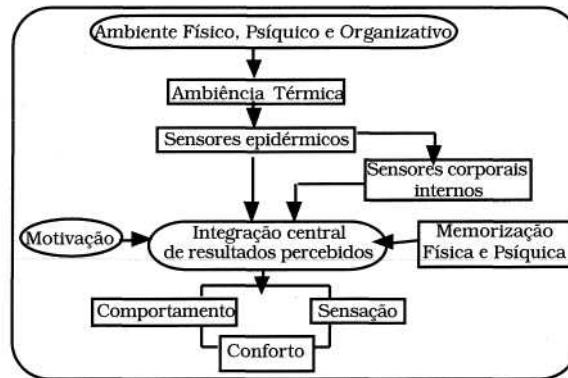 Ambiente Físico, Psíquico e Organizativo
Ambiência Térmica
Sensores epidérmicos
Sensores corporais
internos
Motivação
Integração central
de resultados percebidos
Memorização
Física e Psíquica
Comportamento
Sensação
Conforto